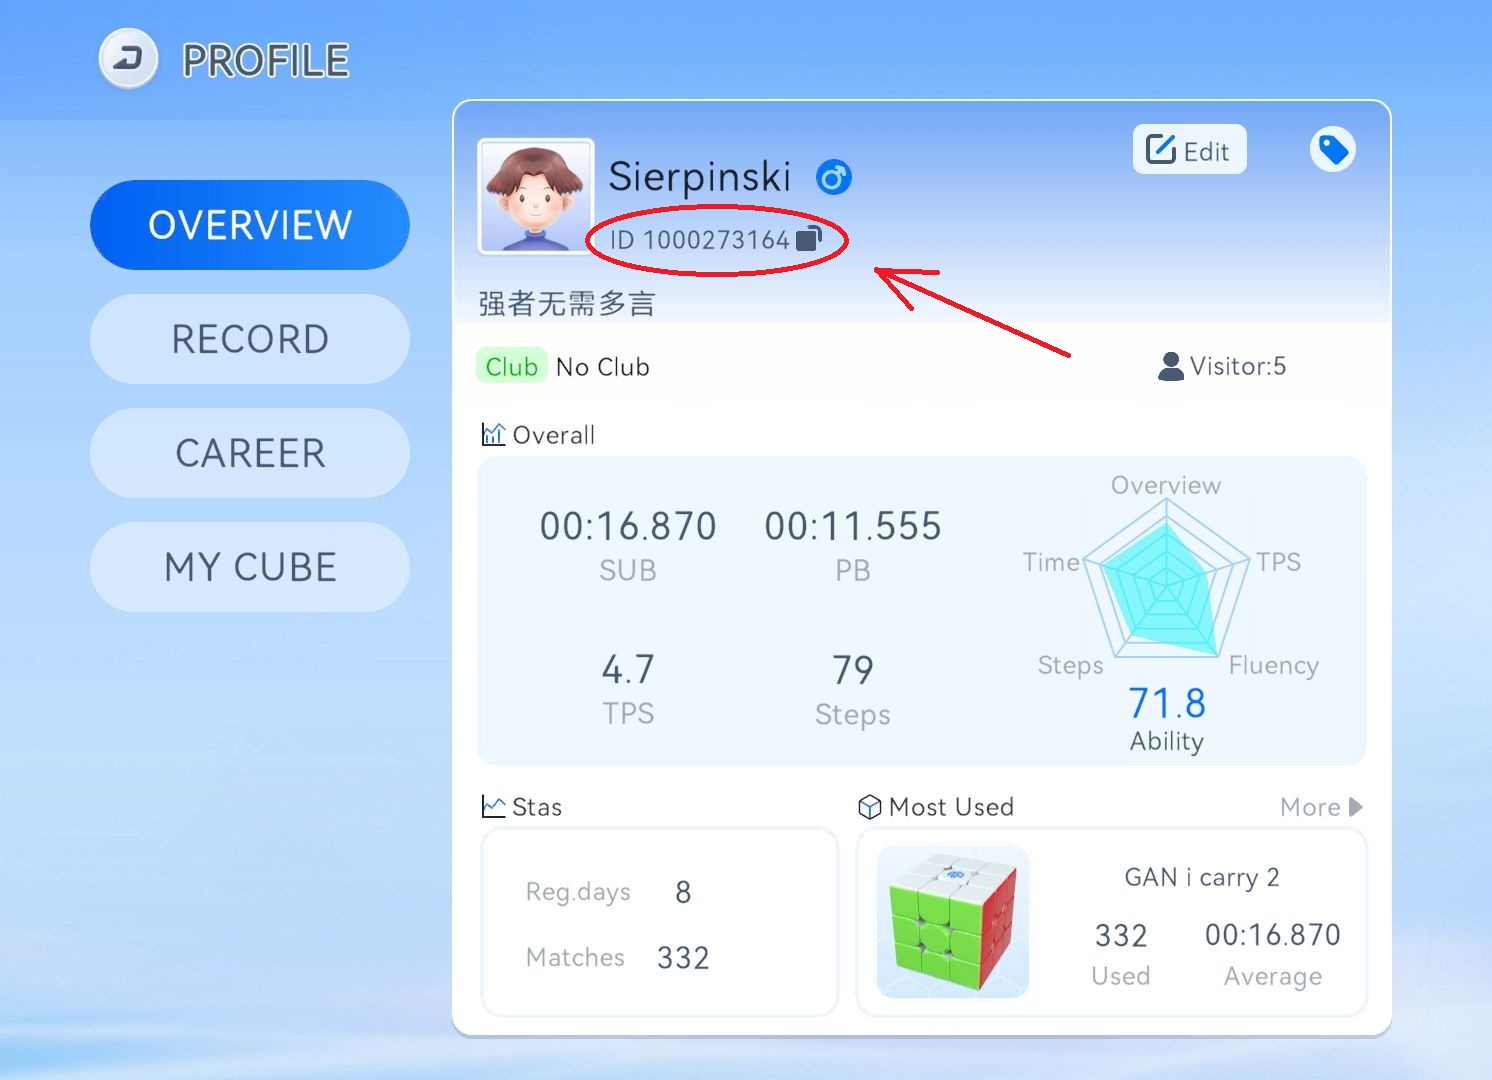 PROFILE
OVERVIEW
RECORD
CAREER
MY CUBE
Sierpinski
Edit
ID 1000273164
强者无需多言
Club No Club
Visitor:5
Overall
00:16.870
SUB
00:11.555
PB
4.7
TPS
79
Steps
Overview
Time
TPS
Steps
Fluency
71.8
Ability
Stas
Reg.days 8
Matches 332
Most Used
More
GAN i carry 2
332
Used
00:16.870
Average